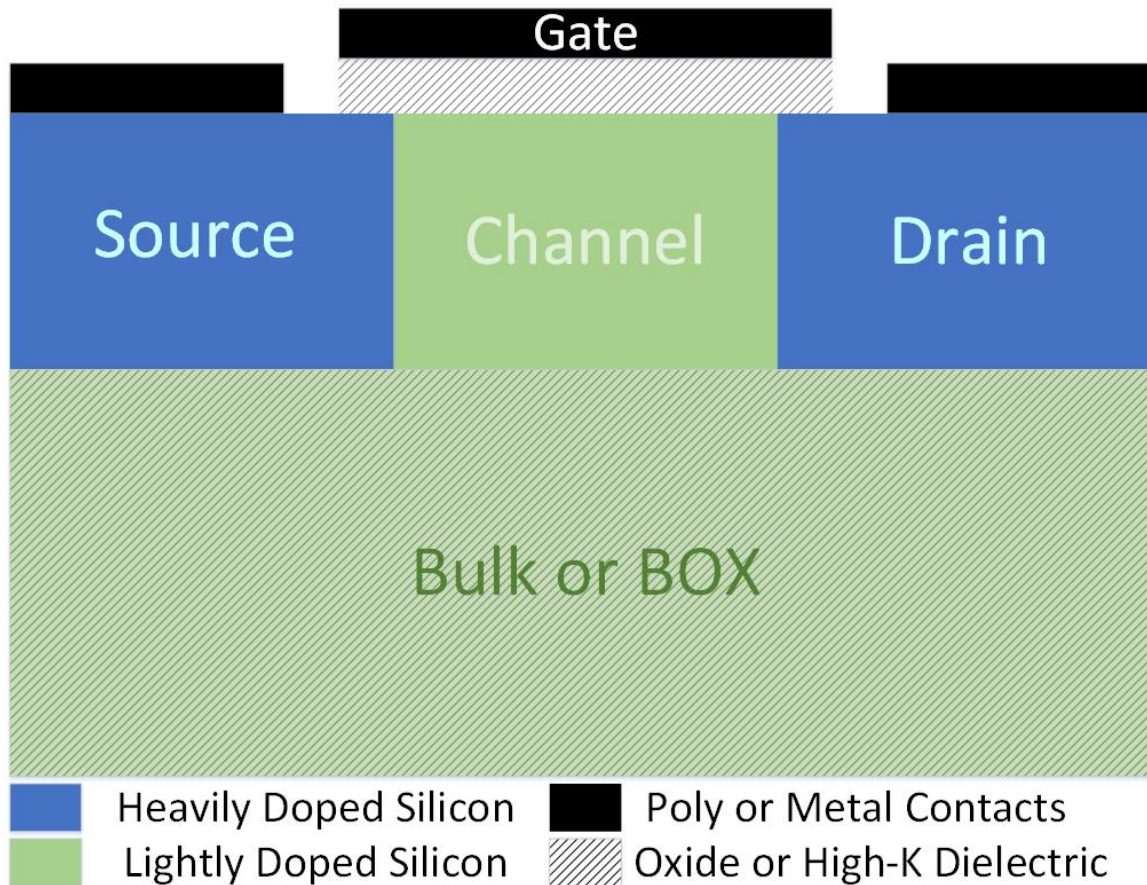 Gate
Source
Channel
Drain
Bulk or BOX
Heavily Doped Silicon
Poly or Metal Contacts
Lightly Doped Silicon
Oxide or High-K Dielectric